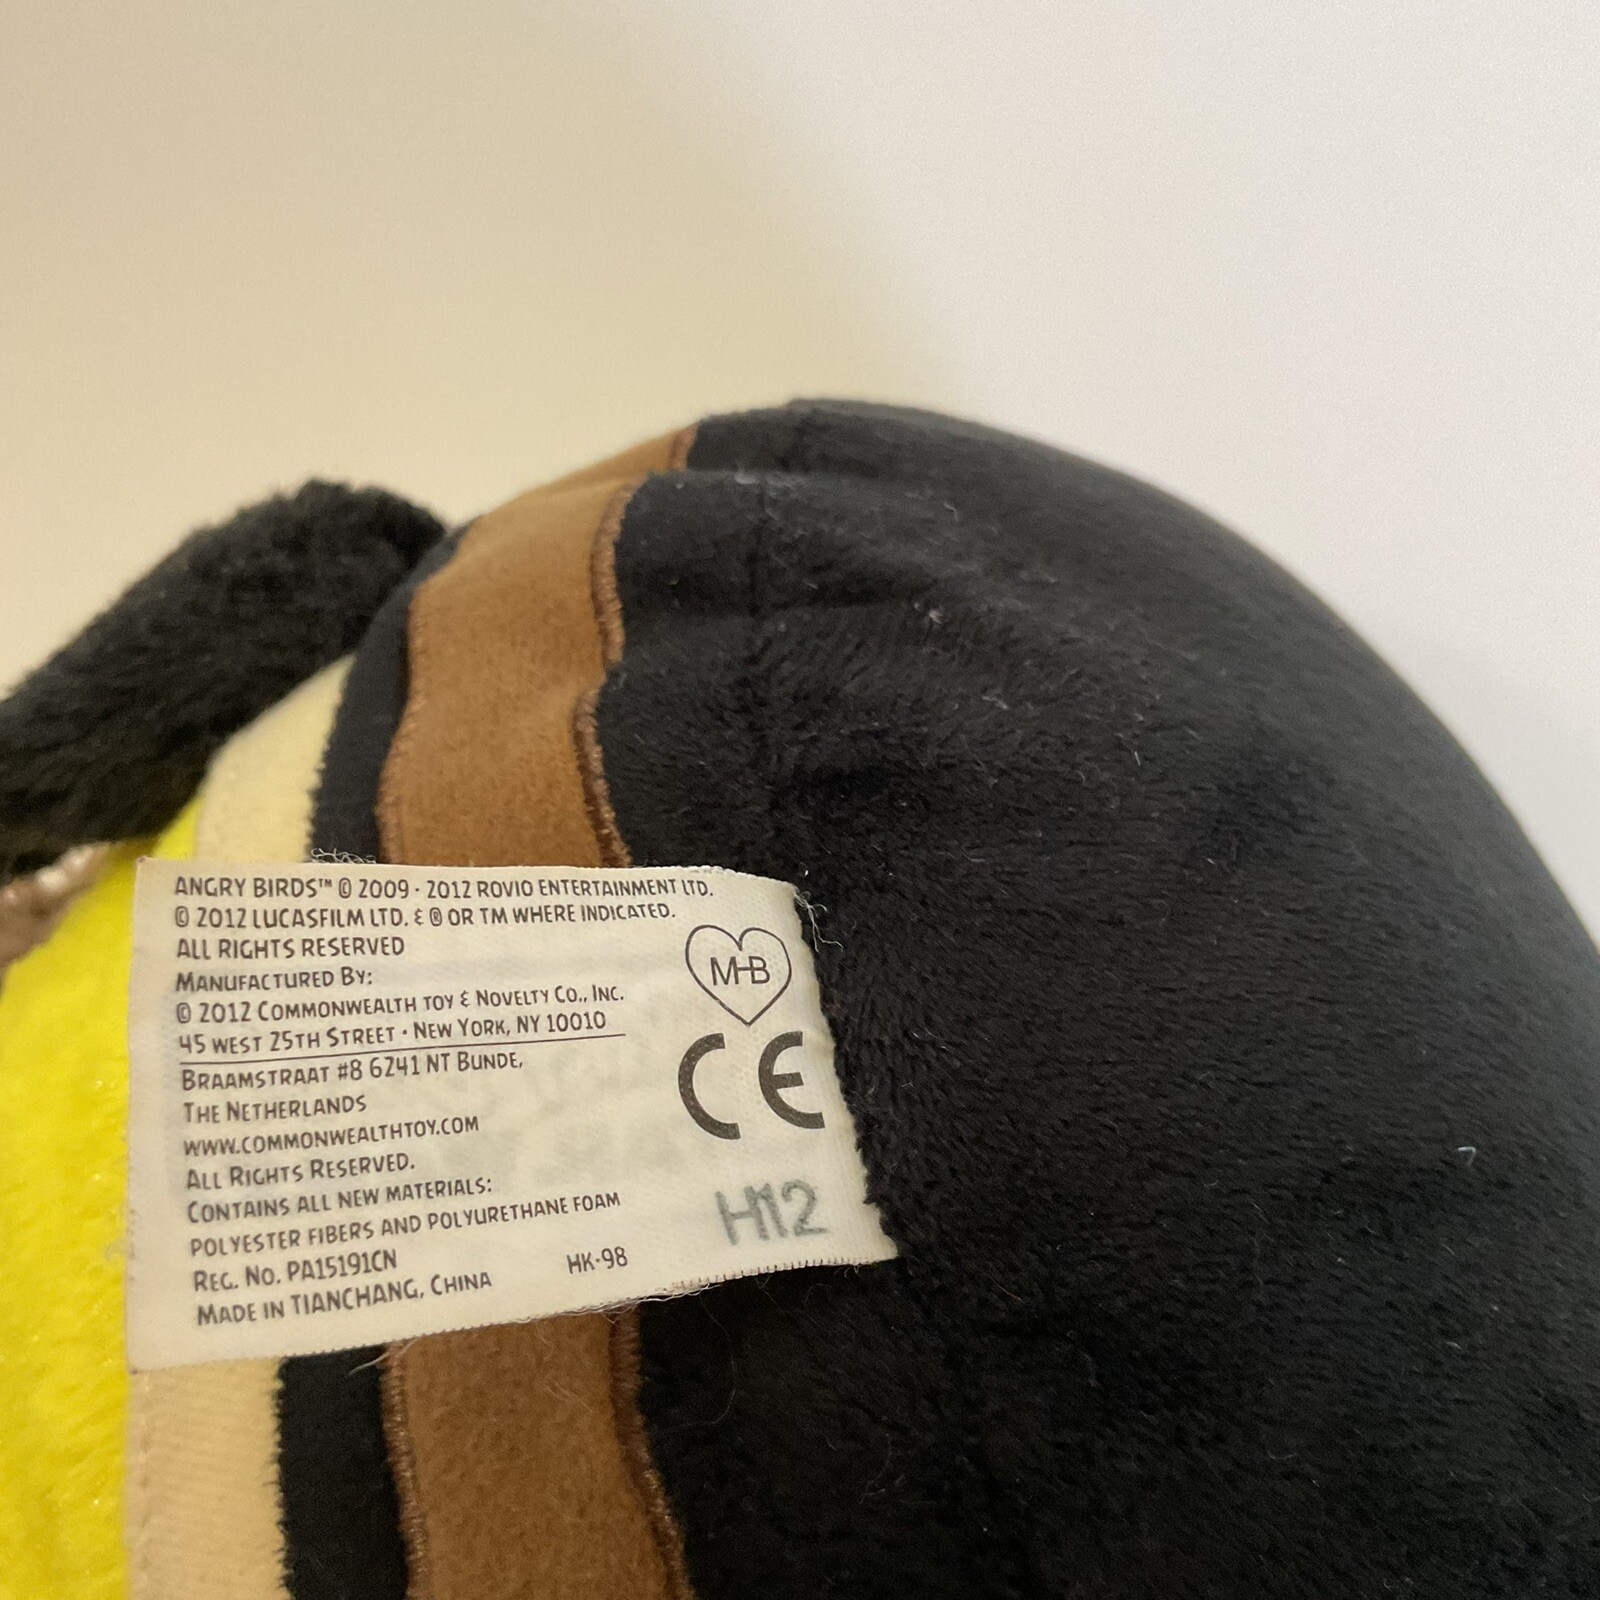 ANGRY BIRDS™ © 2009 - 2012 ROVIO ENTERTAINMENT LTD.
© 2012 LUCASFILM LTD. & ® OR TM WHERE INDICATED.
ALL RIGHTS RESERVED
MANUFACTURED BY:
© 2012 COMMONWEALTH TOY & NOVELTY CO., INC.
45 WEST 25TH STREET • NEW YORK, NY 10010
BRAAMSTRAAT #8 6241 NT BUNDE,
THE NETHERLANDS
WWW.COMMONWEALTHTOY.COM
ALL RIGHTS RESERVED.
CONTAINS ALL NEW MATERIALS:
POLYESTER FIBERS AND POLYURETHANE FOAM
REG. NO. PA15191CN
MADE IN TIANCHANG, CHINA
HK-98
M-B
CE
H12